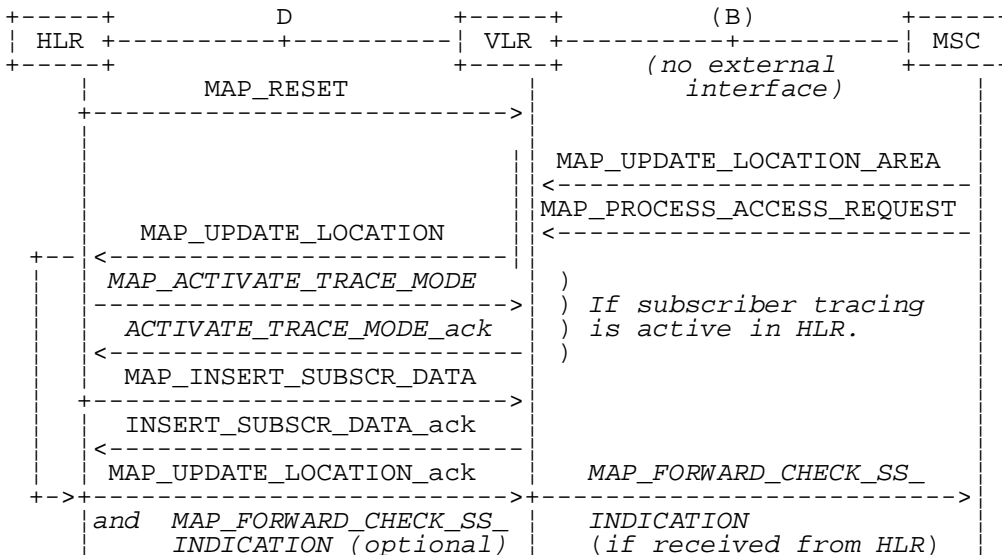 D (B)
HLR VLR MSC
(no external
MAP_RESET interface)
MAP_UPDATE_LOCATION_AREA
MAP_PROCESS_ACCESS_REQUEST
MAP_UPDATE_LOCATION
MAP_ACTIVATE_TRACE_MODE )
) If subscriber tracing
ACTIVATE_TRACE_MODE_ack ) is active in HLR.
)
MAP_INSERT_SUBSCR_DATA
INSERT_SUBSCR_DATA_ack
MAP_UPDATE_LOCATION_ack MAP_FORWARD_CHECK_SS_
and MAP_FORWARD_CHECK_SS_ INDICATION
INDICATION (optional) (if received from HLR)